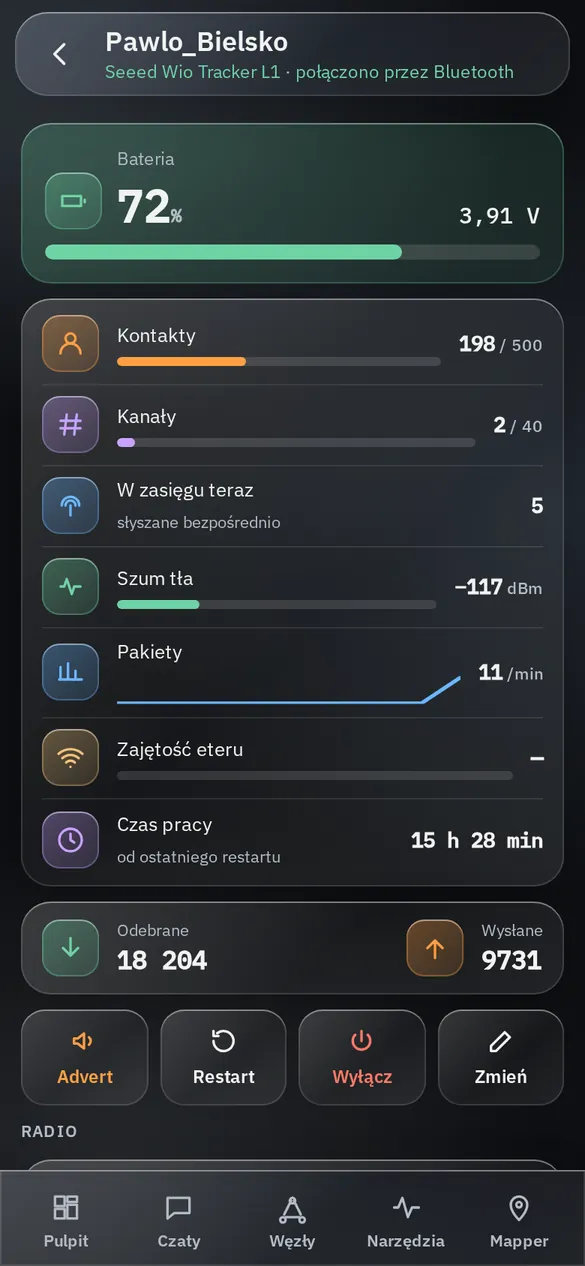 Pawlo_Bielsko
Seeed Wio Tracker L1 · połączono przez Bluetooth
Bateria
72% 3,91 V
Kontakty 198 / 500
Kanały 2 / 40
W zasięgu teraz 5
słyszane bezpośrednio
Szum tła −117 dBm
Pakiety 11 /min
Zajętość eteru –
Czas pracy 15 h 28 min
od ostatniego restartu
Odebrane Wysłane
18 204 9731
Advert Restart Wyłącz Zmień
RADIO
Pulpit Czaty Węzły Narzędzia Mapper